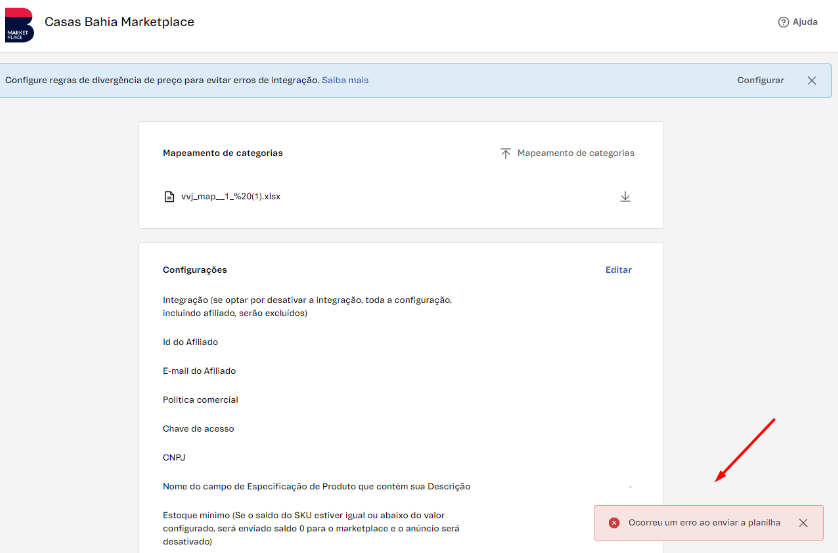 MARKET
PLACE
Casas Bahia Marketplace
Ajuda
Configure regras de divergência de preço para evitar erros de integração. Saiba mais
Configurar
Mapeamento de categorias
Mapeamento de categorias
vvj_map__1_%20(1).xlsx
Configurações
Editar
Integração (se optar por desativar a integração, toda a configuração,
incluindo afiliado, serão excluídos)
Id do Afiliado
E-mail do Afiliado
Política comercial
Chave de acesso
CNPJ
Nome do campo de Especificação de Produto que contém sua Descrição
-
Estoque mínimo (Se o saldo do SKU estiver igual ou abaixo do valor
configurado, será enviado saldo 0 para o marketplace e o anúncio será
desativado)
Ocorreu um erro ao enviar a planilha